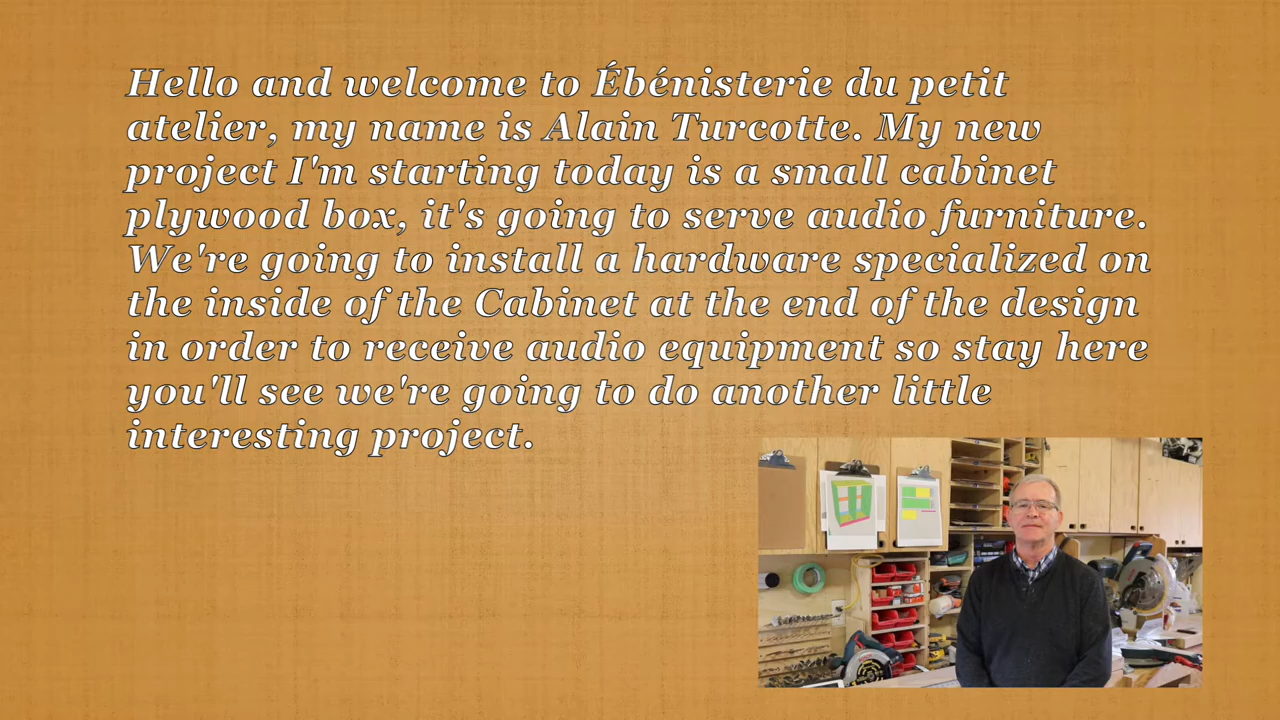 Hello and welcome to Ébénisterie du petit
atelier, my name is Alain Turcotte. My new
project I'm starting today is a small cabinet
plywood box, it's going to serve audio furniture.
We're going to install a hardware specialized on
the inside of the Cabinet at the end of the design
in order to receive audio equipment so stay here
you'll see we're going to do another little
interesting project.